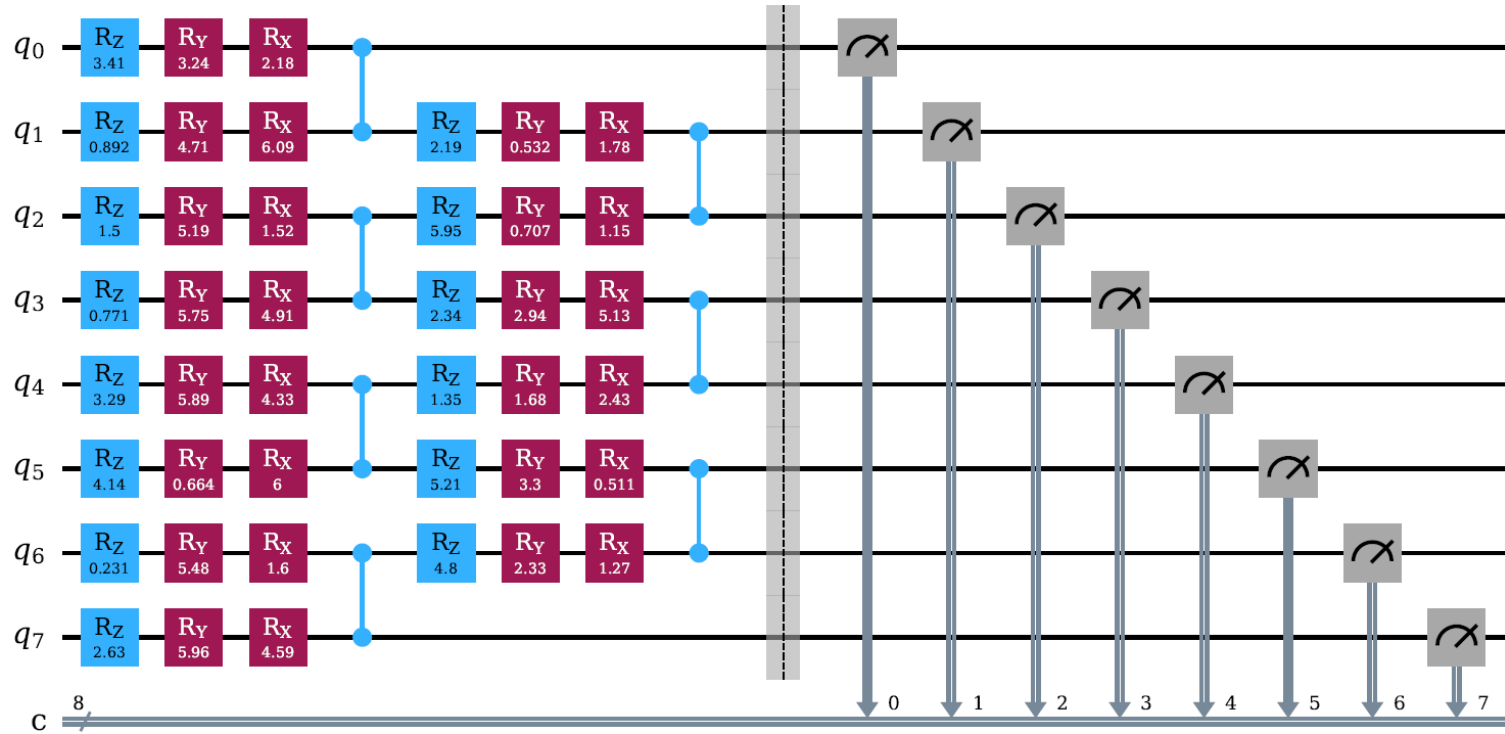 q0 RZ 3.41 RY 3.24 RX 2.18
q1 RZ 0.892 RY 4.71 RX 6.09 RZ 2.19 RY 0.532 RX 1.78
q2 RZ 1.5 RY 5.19 RX 1.52 RZ 5.95 RY 0.707 RX 1.15
q3 RZ 0.771 RY 5.75 RX 4.91 RZ 2.34 RY 2.94 RX 5.13
q4 RZ 3.29 RY 5.89 RX 4.33 RZ 1.35 RY 1.68 RX 2.43
q5 RZ 4.14 RY 0.664 RX 6 RZ 5.21 RY 3.3 RX 0.511
q6 RZ 0.231 RY 5.48 RX 1.6 RZ 4.8 RY 2.33 RX 1.27
q7 RZ 2.63 RY 5.96 RX 4.59
c 8 0 1 2 3 4 5 6 7